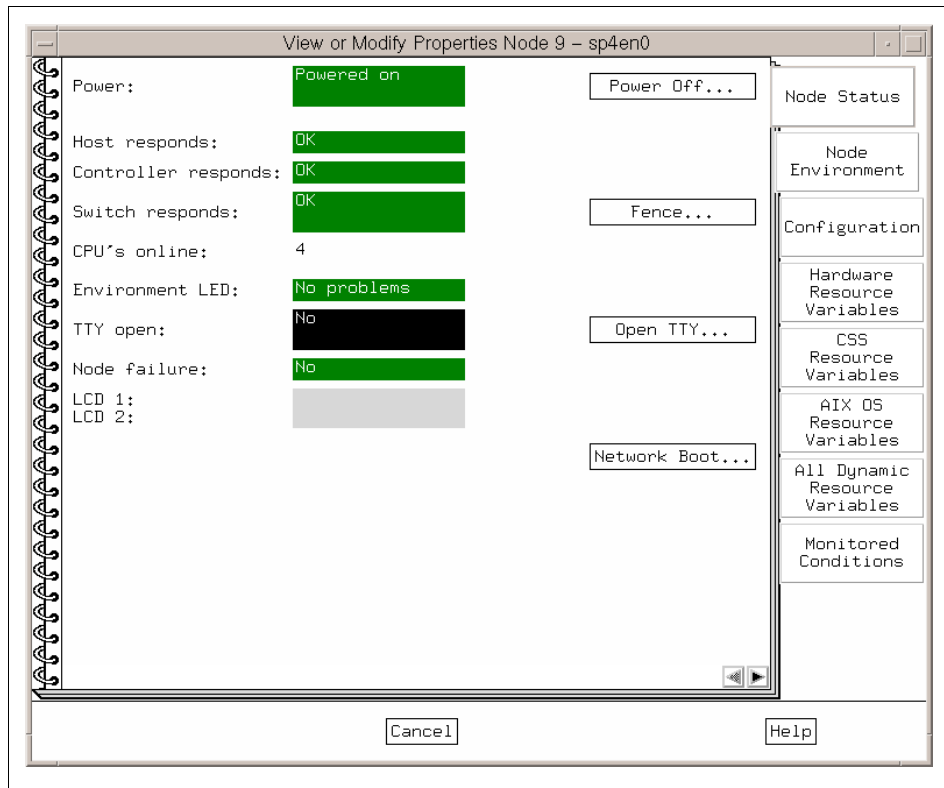 View or Modify Properties Node 9 – sp4en0
Power:
Powered on
Power Off...
Host responds:
OK
Controller responds:
OK
Switch responds:
OK
Fence...
CPU's online:
4
Environment LED:
No problems
TTY open:
No
Open TTY...
Node failure:
No
LCD 1:
LCD 2:
Network Boot...
Node Status
Node
Environment
Configuration
Hardware
Resource
Variables
CSS
Resource
Variables
AIX OS
Resource
Variables
All Dynamic
Resource
Variables
Monitored
Conditions
Cancel
Help